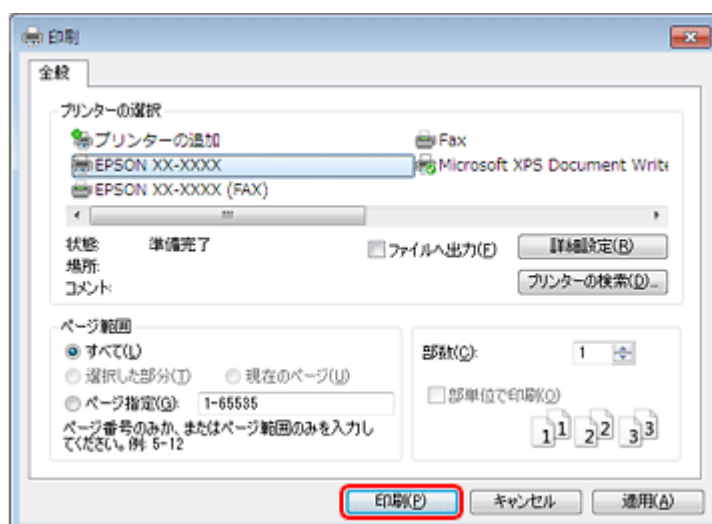 印刷
全般
プリンターの選択
プリンターの追加
Fax
EPSON XX-XXXX
Microsoft XPS Document Write
EPSON XX-XXXX (FAX)
状態: 準備完了
場所:
コメント:
ファイルへ出力(F)
詳細設定(R)
プリンターの検索(D)...
ページ範囲
すべて(L)
選択した部分(T)
現在のページ(U)
ページ指定(G): 1-65535
ページ番号のみか、またはページ範囲のみを入力し
てください。例: 5-12
部数(C): 1
部単位で印刷(O)
1 1 2 2 3 3
印刷(P)
キャンセル
適用(A)